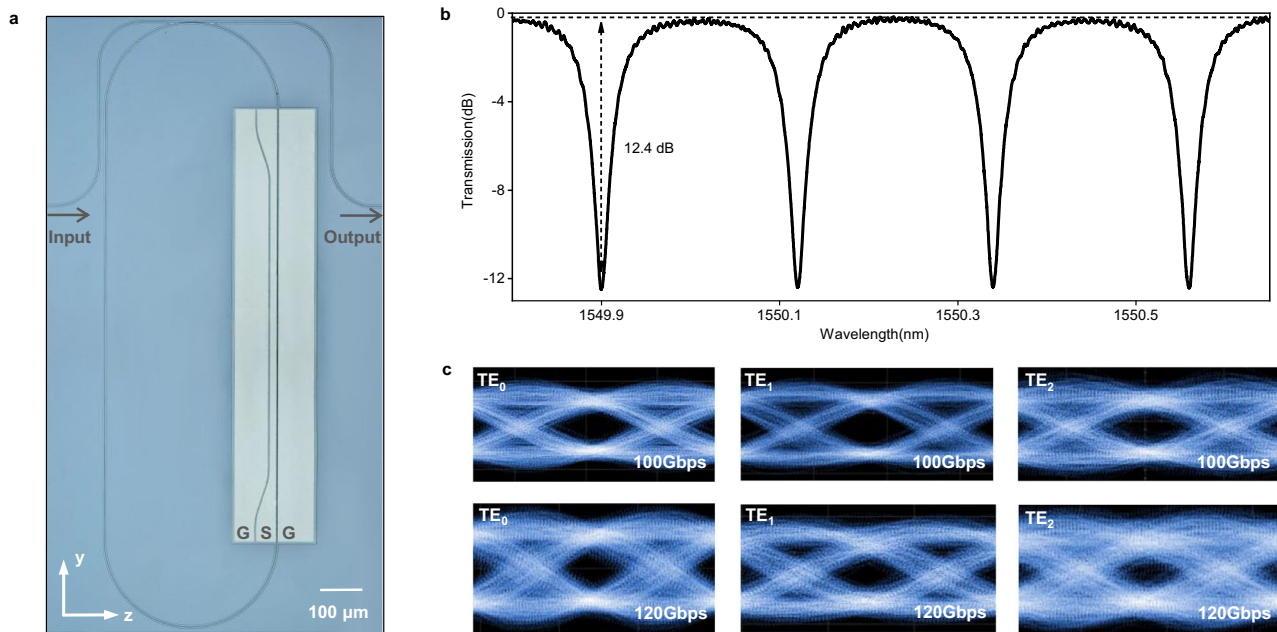 a
Input
Output
G S G
y
z
100 μm
b
0
-4
-8
-12
Transmission(dB)
12.4 dB
1549.9 1550.1 1550.3 1550.5
Wavelength(nm)
c
TE0 TE1 TE2
100Gbps 100Gbps 100Gbps
TE0 TE1 TE2
120Gbps 120Gbps 120Gbps